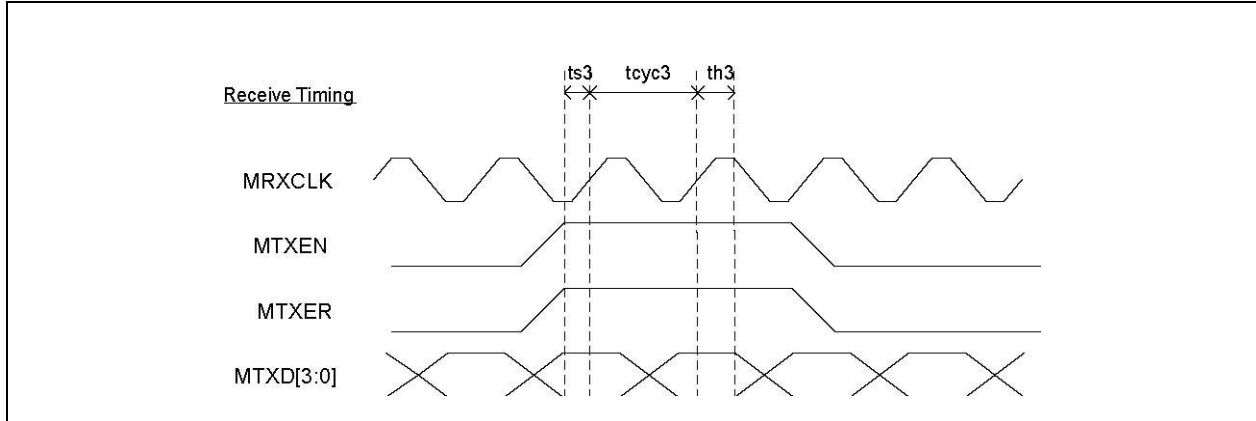 ts3 tcyc3 th3
Receive Timing
MRXCLK
MTXEN
MTXER
MTXD[3:0]